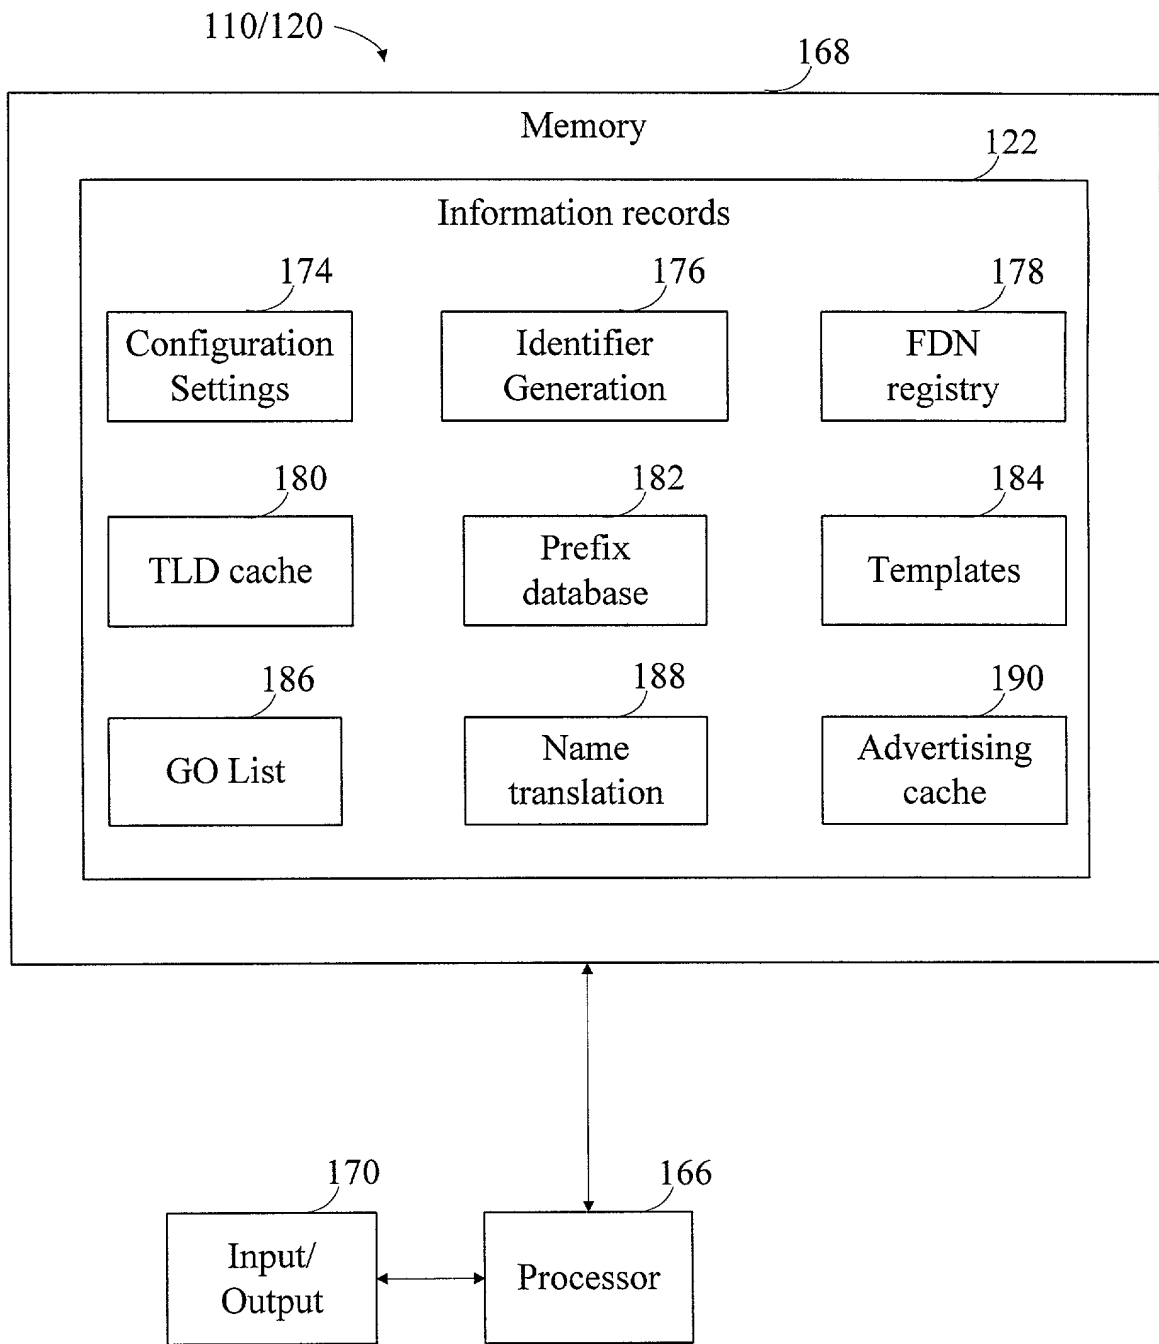 110/120
168
Memory
122
Information records
174
176
178
Configuration
Settings
Identifier
Generation
FDN
registry
180
182
184
TLD cache
Prefix
database
Templates
186
188
190
GO List
Name
translation
Advertising
cache
170
166
Input/
Output
Processor